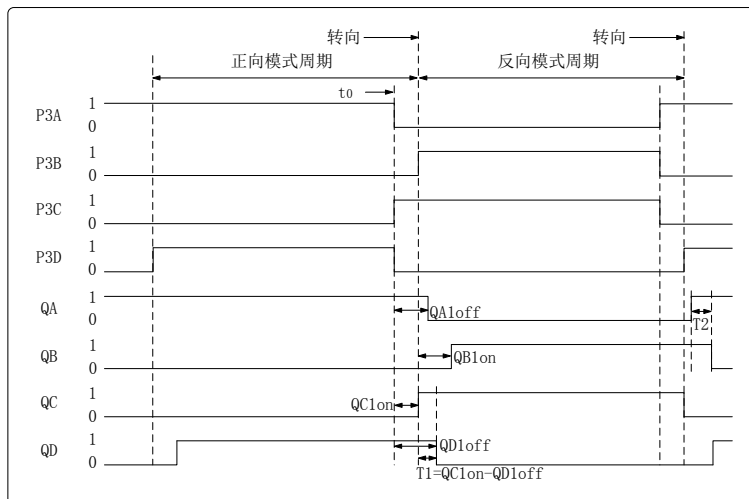 转向
转向
正向模式周期
反向模式周期
t0
P3A
1
0
P3B
1
0
P3C
1
0
P3D
1
0
QA
1
0
QA1off
T2
QB
1
0
QB1on
QC
1
0
QC1on
QD
1
0
QD1off
T1=QC1on-QD1off